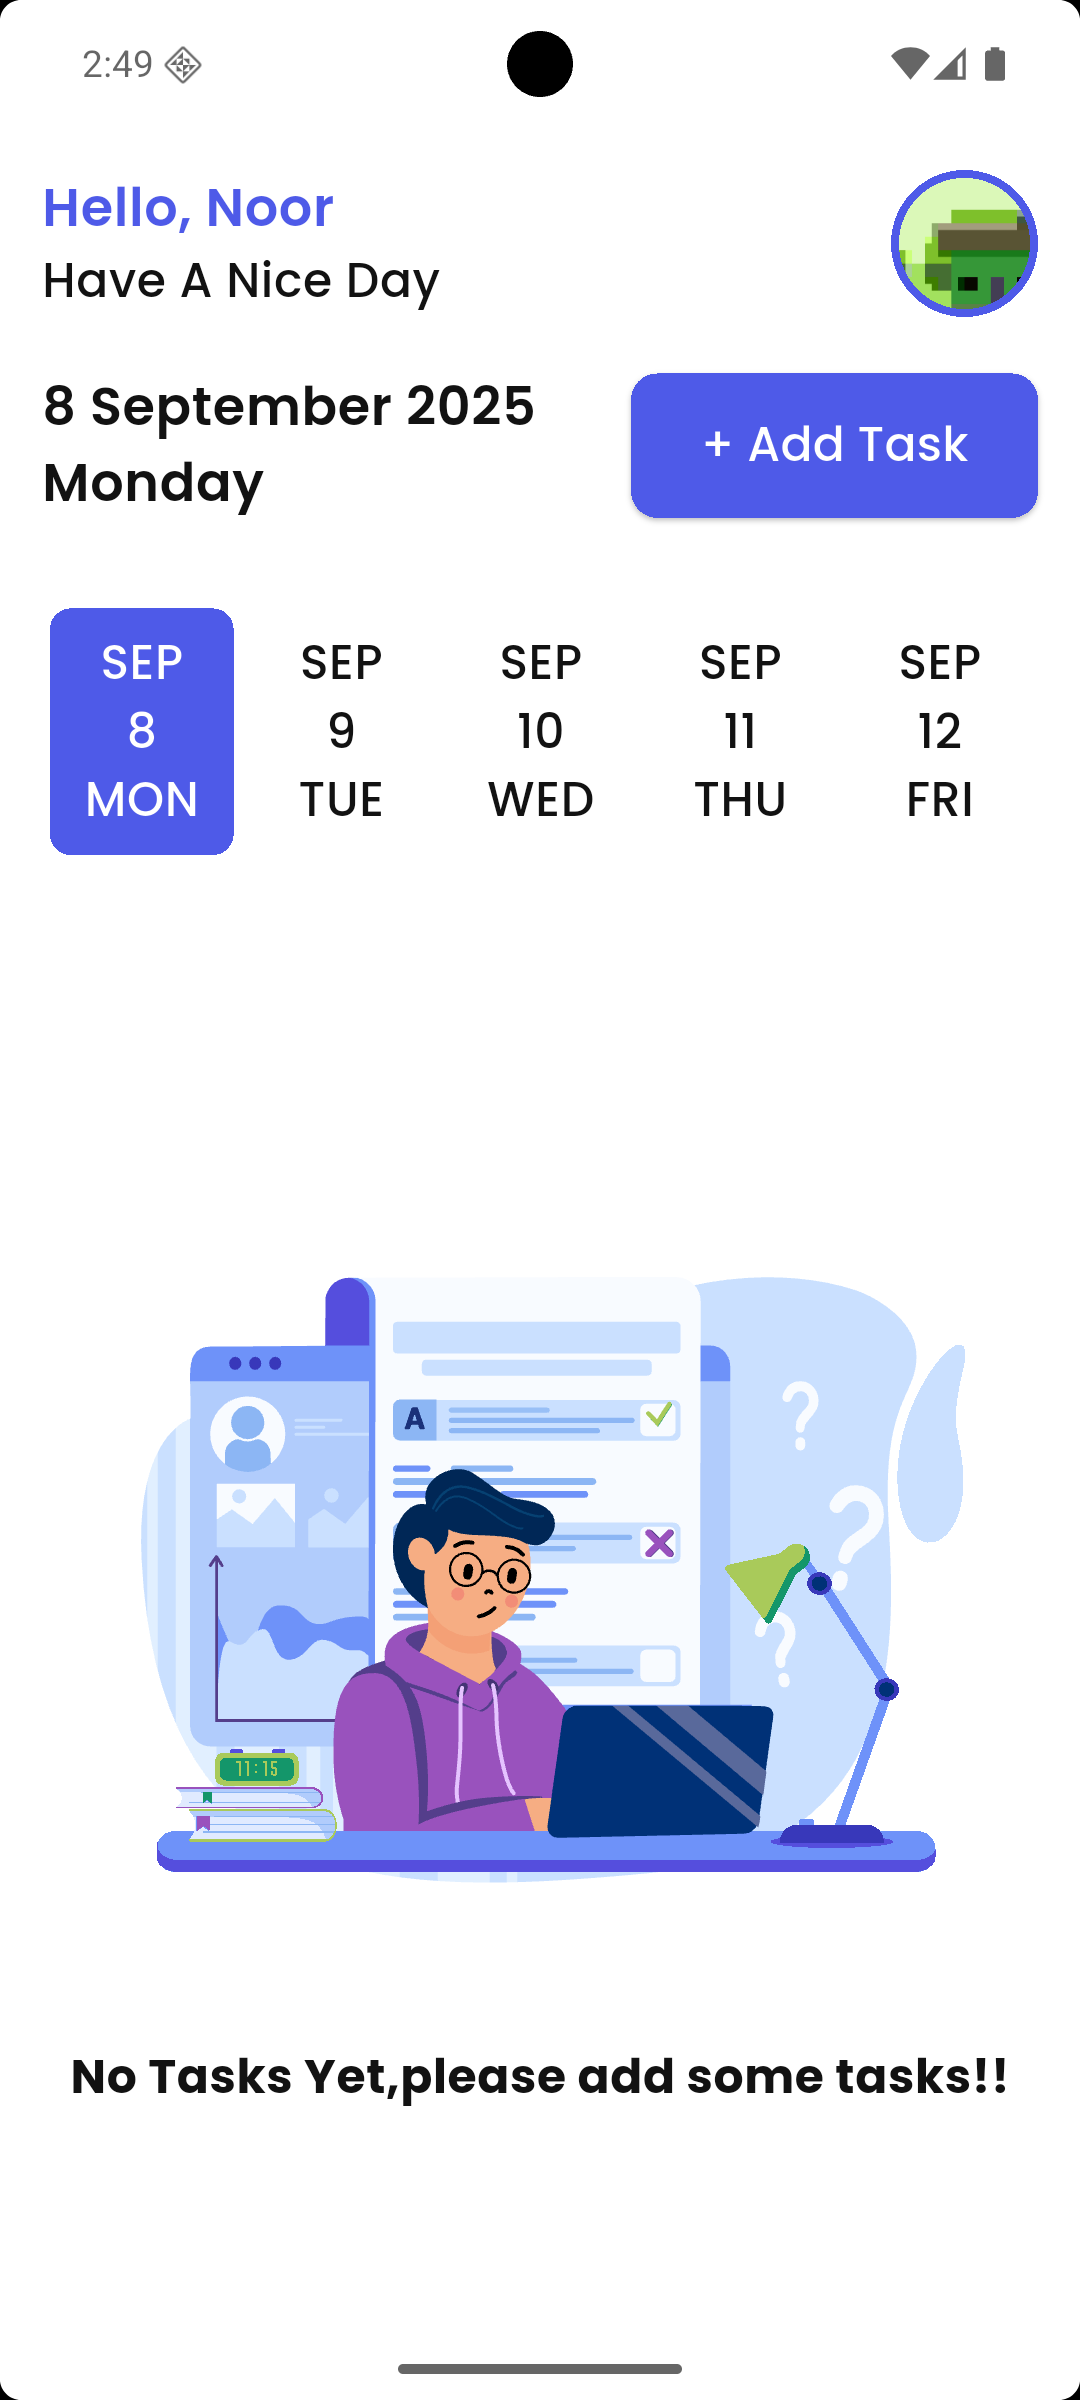 2:49
Hello, Noor
Have A Nice Day
8 September 2025
Monday
+ Add Task
SEP
8
MON
SEP
9
TUE
SEP
10
WED
SEP
11
THU
SEP
12
FRI
?
A
?
?
11:15
No Tasks Yet,please add some tasks!!